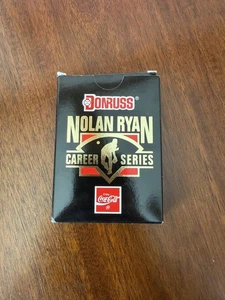 DONRUSS
NOLAN RYAN
CAREER SERIES
Coca-Cola